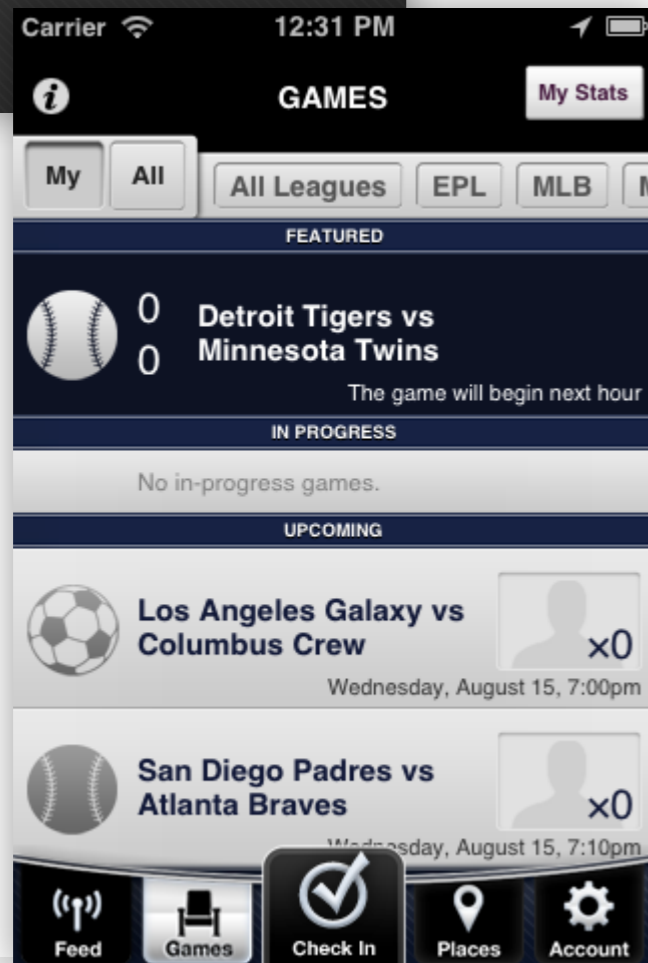 Carrier 12:31 PM
GAMES My Stats
My All All Leagues EPL MLB
FEATURED
0 Detroit Tigers vs
0 Minnesota Twins
The game will begin next hour
IN PROGRESS
No in-progress games.
UPCOMING
Los Angeles Galaxy vs
Columbus Crew ×0
Wednesday, August 15, 7:00pm
San Diego Padres vs
Atlanta Braves ×0
Wednesday, August 15, 7:10pm
Feed Games Check In Places Account